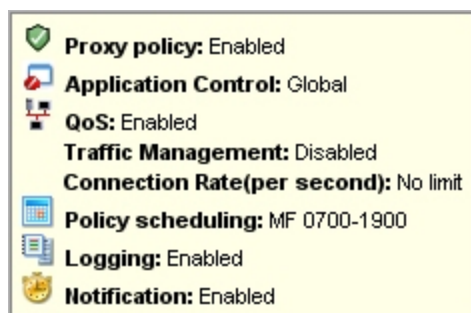 Proxy policy: Enabled
Application Control: Global
QoS: Enabled
Traffic Management: Disabled
Connection Rate(per second): No limit
Policy scheduling: MF 0700-1900
Logging: Enabled
Notification: Enabled